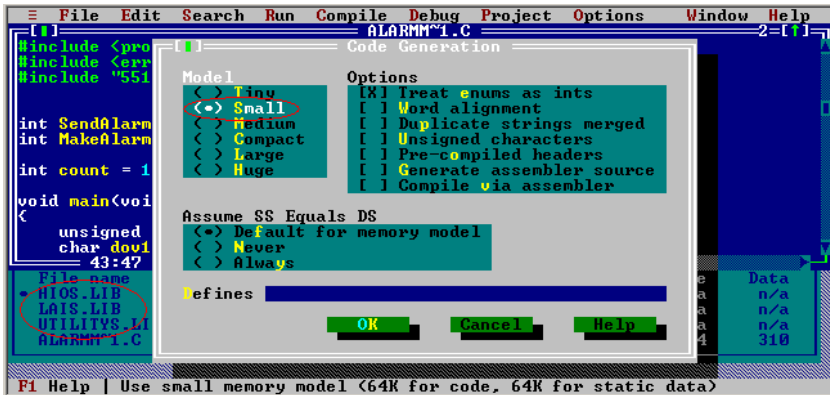 ≡ File Edit Search Run Compile Debug Project Options Window Help
ALARMM~1.C 2=[↑]
#include <pro
#include <err
#include "551
int SendAlarm
int MakeAlarm
int count = 1
void main(voi
{
unsigned
char dov1
43:47
Code Generation
Model
( ) Tiny
(•) Small
( ) Medium
( ) Compact
( ) Large
( ) Huge
Options
[X] Treat enums as ints
[ ] Word alignment
[ ] Duplicate strings merged
[ ] Unsigned characters
[ ] Pre-compiled headers
[ ] Generate assembler source
[ ] Compile via assembler
Assume SS Equals DS
(•) Default for memory model
( ) Never
( ) Always
Defines
OK Cancel Help
File name e Data
• HIOS.LIB a n/a
LAIS.LIB a n/a
UTILITYS.LI a n/a
ALARMM~1.C 4 310
F1 Help | Use small memory model (64K for code, 64K for static data)